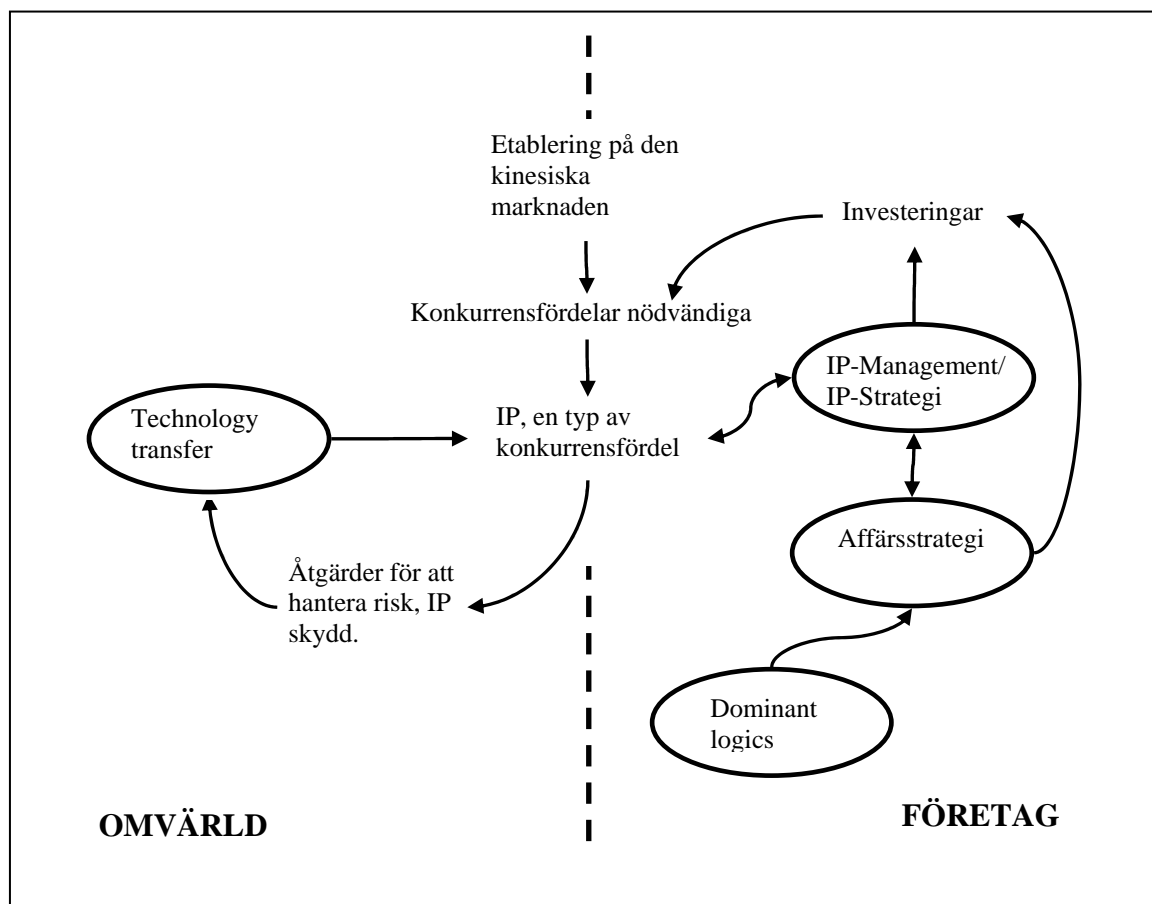 Etablering på den
kinesiska
marknaden
Investeringar
Konkurrensfördelar nödvändiga
IP-Management/
IP-Strategi
Technology
transfer
IP, en typ av
konkurrensfördel
Affärsstrategi
Åtgärder för att
hantera risk, IP
skydd.
Dominant
logics
OMVÄRLD
FÖRETAG